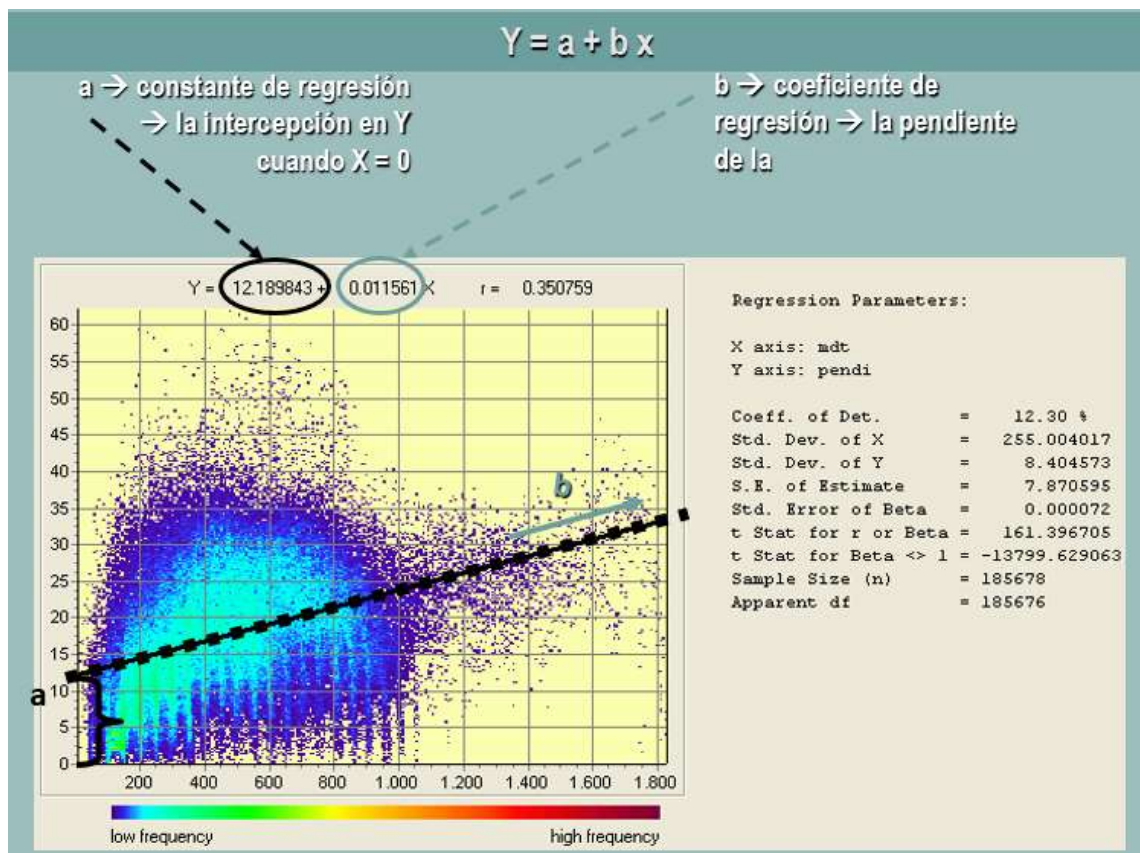 Y = a + b x
a → constante de regresión
→ la intercepción en Y
cuando X = 0
b → coeficiente de
regresión → la pendiente
de la
Y = 12.189843 + 0.011561 X r = 0.350759
60
55
50
45
40
35
30
25
20
15
10
5
0
a
b
200 400 600 800 1.000 1.200 1.400 1.600 1.800
low frequency high frequency
Regression Parameters:
X axis: mdt
Y axis: pendi
Coeff. of Det. = 12.30 %
Std. Dev. of X = 255.004017
Std. Dev. of Y = 8.404573
S.E. of Estimate = 7.870595
Std. Error of Beta = 0.000072
t Stat for r or Beta = 161.396705
t Stat for Beta <> 1 = -13799.629063
Sample Size (n) = 185678
Apparent df = 185676